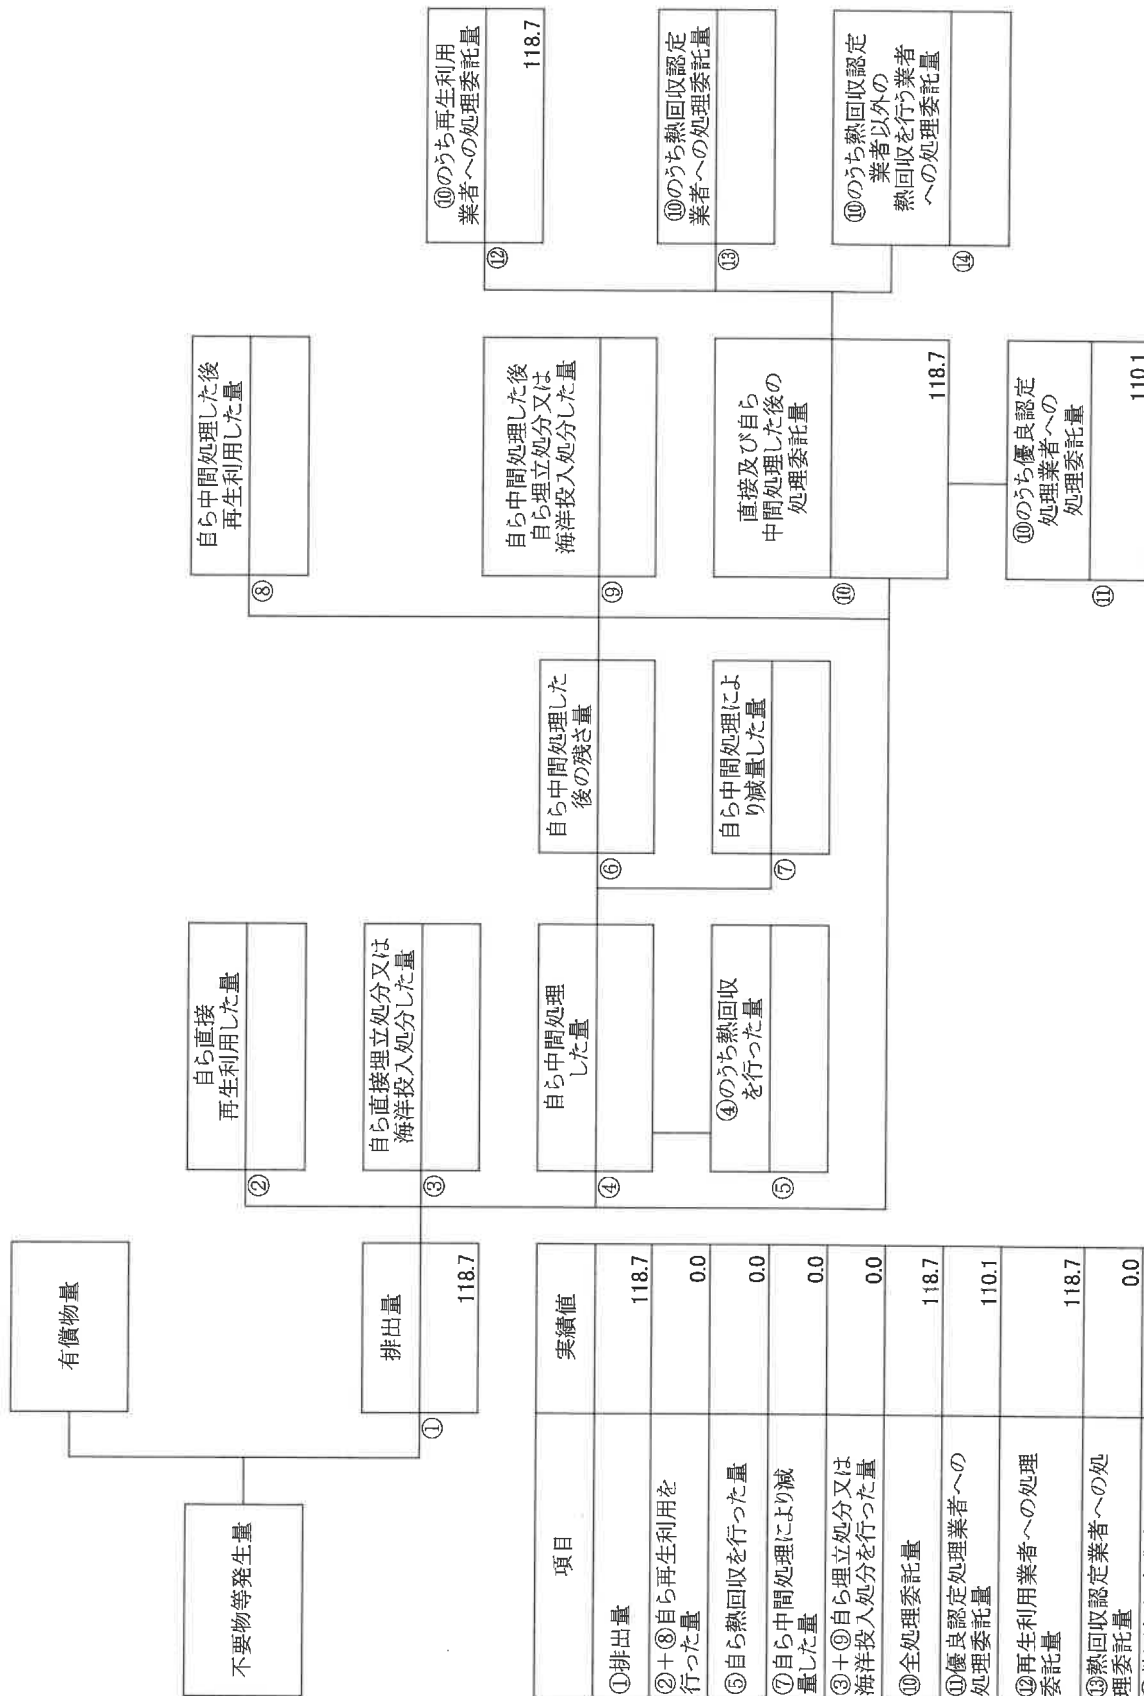 不要物等発生量
有償物量
排出量
①
118.7
自ら直接
再生利用した量
②
自ら直接埋立処分又は
海洋投入処分した量
③
自ら中間処理
した量
④
④のうち熱回収
を行った量
⑤
自ら中間処理した
後の残さ量
⑥
自ら中間処理によ
り減量した量
⑦
自ら中間処理した後
再生利用した量
⑧
自ら中間処理した後
自ら埋立処分又は
海洋投入処分した量
⑨
直接及び自ら
中間処理した後の
処理委託量
⑩
118.7
⑩のうち優良認定
処理業者への
処理委託量
⑪
110.1
⑩のうち再生利用
業者への処理委託量
⑫
118.7
⑩のうち熱回収認定
業者への処理委託量
⑬
⑩のうち熱回収認定
業者以外の
熱回収を行う業者
への処理委託量
⑭
項目 実績値
①排出量 118.7
②+⑧自ら再生利用を
行った量 0.0
⑤自ら熱回収を行った量 0.0
⑦自ら中間処理により減
量した量 0.0
③+⑨自ら埋立処分又は
海洋投入処分を行った量 0.0
⑩全処理委託量 118.7
⑪優良認定処理業者への
処理委託量 110.1
⑫再生利用業者への処理
委託量 118.7
⑬熱回収認定業者への処
理委託量 0.0